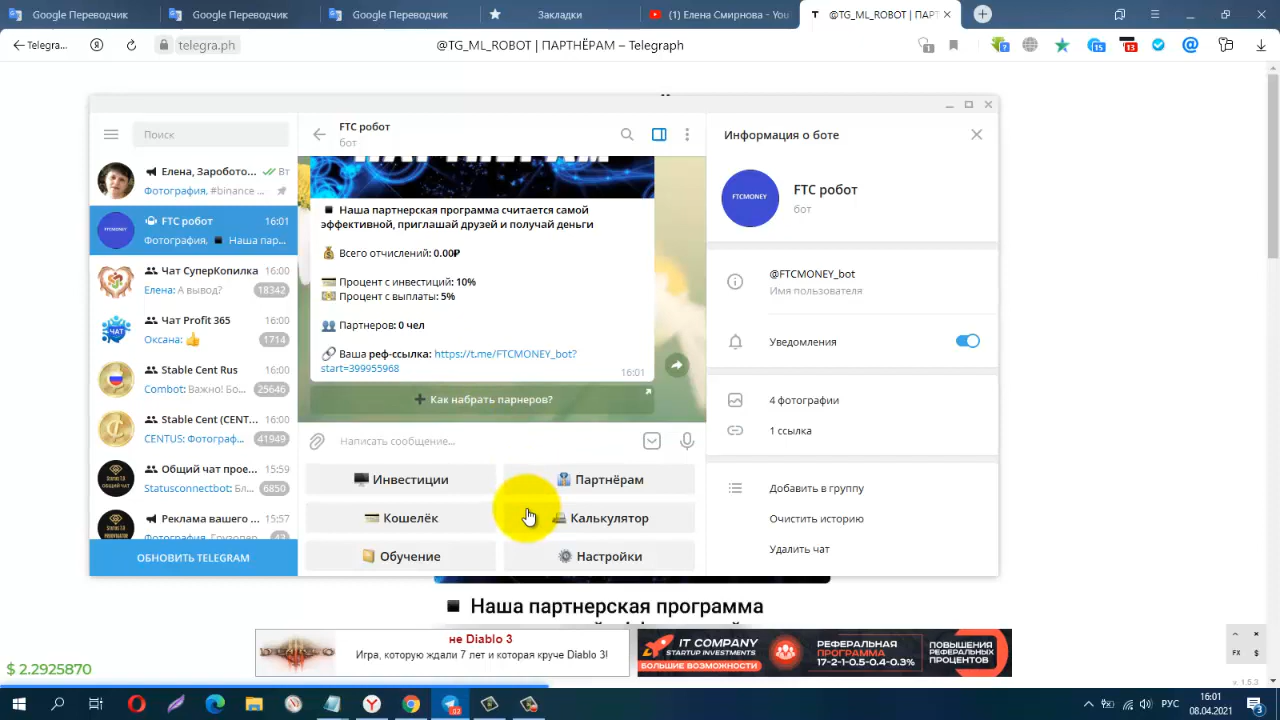 Google Переводчик
Google Переводчик
Google Переводчик
Закладки
(1) Елена Смирнова - You
@TG_ML_ROBOT | ПАРТ
Telegra...
telegra.ph
@TG_ML_ROBOT | ПАРТНЁРАМ – Telegraph
1
?
15
13
Поиск
Елена, Заработо...
Вт
Фотография, #binance ...
FTC робот
16:01
Фотография, ◾ Наша пар...
Чат СуперКопилка
16:00
Елена: А вывод?
18342
Чат Profit 365
16:00
Оксана: 👍
1714
Stable Cent Rus
16:00
Combot: Важно! Бо...
25646
Stable Cent (CENT...
16:00
CENTUS: Фотограф...
41949
Общий чат прое...
15:59
Statusconnectbot: Бл...
6850
Реклама вашего ...
15:57
ОБНОВИТЬ TELEGRAM
FTC робот
бот
◾ Наша партнерская программа считается самой
эффективной, приглашай друзей и получай деньги
💰 Всего отчислений: 0.00₽
💳 Процент с инвестиций: 10%
💴 Процент с выплаты: 5%
👥 Партнеров: 0 чел
🔗 Ваша реф-ссылка: https://t.me/FTCMONEY_bot?
start=399955968
16:01
➕ Как набрать парнеров?
Написать сообщение...
Инвестиции
Партнёрам
Кошелёк
Калькулятор
Обучение
Настройки
Информация о боте
FTCMONEY
FTC робот
бот
@FTCMONEY_bot
Имя пользователя
Уведомления
4 фотографии
1 ссылка
Добавить в группу
Очистить историю
Удалить чат
◾ Наша партнерская программа
не Diablo 3
Игра, которую ждали 7 лет и которая круче Diablo 3!
IT COMPANY
STARTUP INVESTMENTS
БОЛЬШИЕ ВОЗМОЖНОСТИ
РЕФЕРАЛЬНАЯ
ПРОГРАММА
17-2-1-0.5-0.4-0.3%
ПОВЫШЕНИЯ
РЕФЕРАЛЬНЫХ
ПРОЦЕНТОВ
$ 2.2925870
FX $
v. 1.5.3
РУС
16:01
08.04.2021